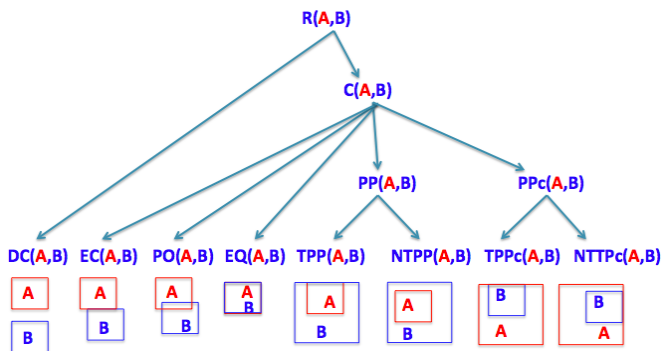 R(A,B)
C(A,B)
PP(A,B) PPc(A,B)
DC(A,B) EC(A,B) PO(A,B) EQ(A,B) TPP(A,B) NTPP(A,B) TPPc(A,B) NTTPc(A,B)
A A A A A A B B
B B B B B B A A